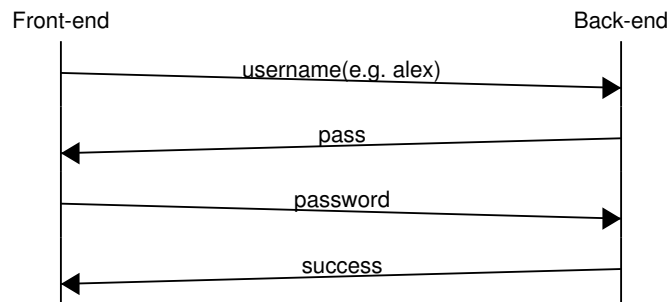 Front-end
Back-end
username(e.g. alex)
pass
password
success